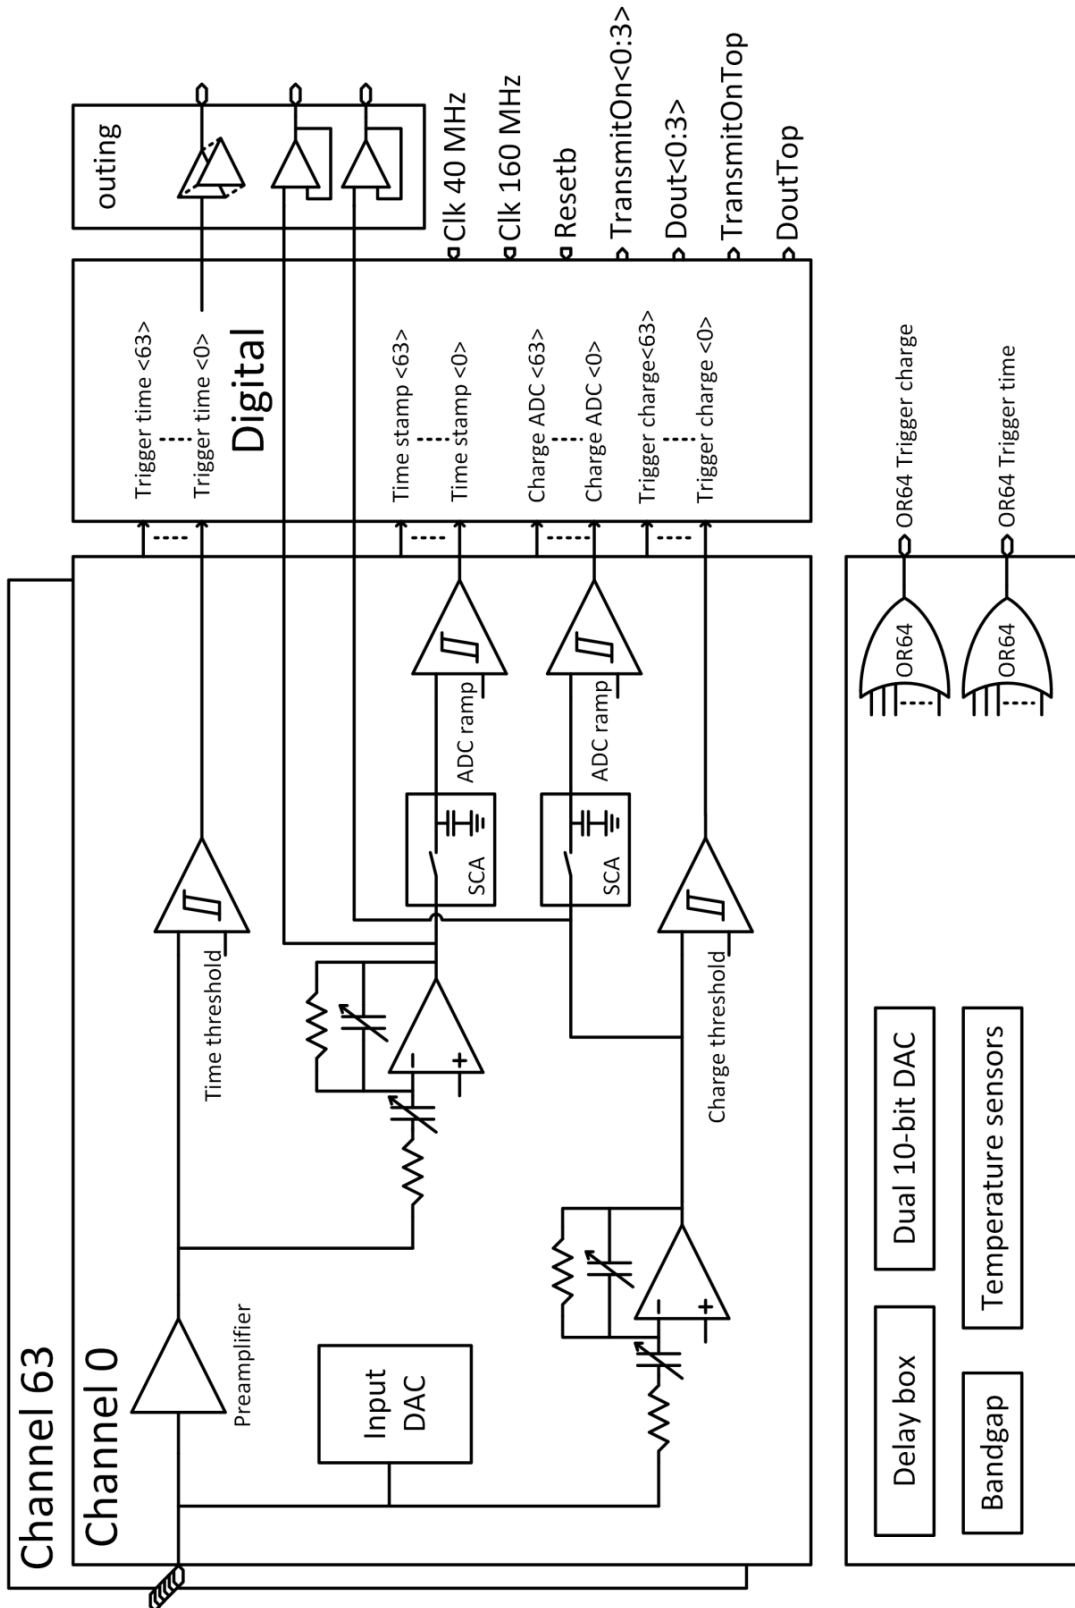 Channel 63
Channel 0
Preamplifier
Input
DAC
Time threshold
Charge threshold
SCA
ADC ramp
SCA
ADC ramp
Digital
Trigger time <63>
Trigger time <0>
Time stamp <63>
Time stamp <0>
Charge ADC <63>
Charge ADC <0>
Trigger charge<63>
Trigger charge <0>
outing
Clk 40 MHz
Clk 160 MHz
Resetb
TransmitOn<0:3>
Dout<0:3>
TransmitOnTop
DoutTop
Delay box
Dual 10-bit DAC
Bandgap
Temperature sensors
OR64
OR64 Trigger charge
OR64
OR64 Trigger time
- +
- +